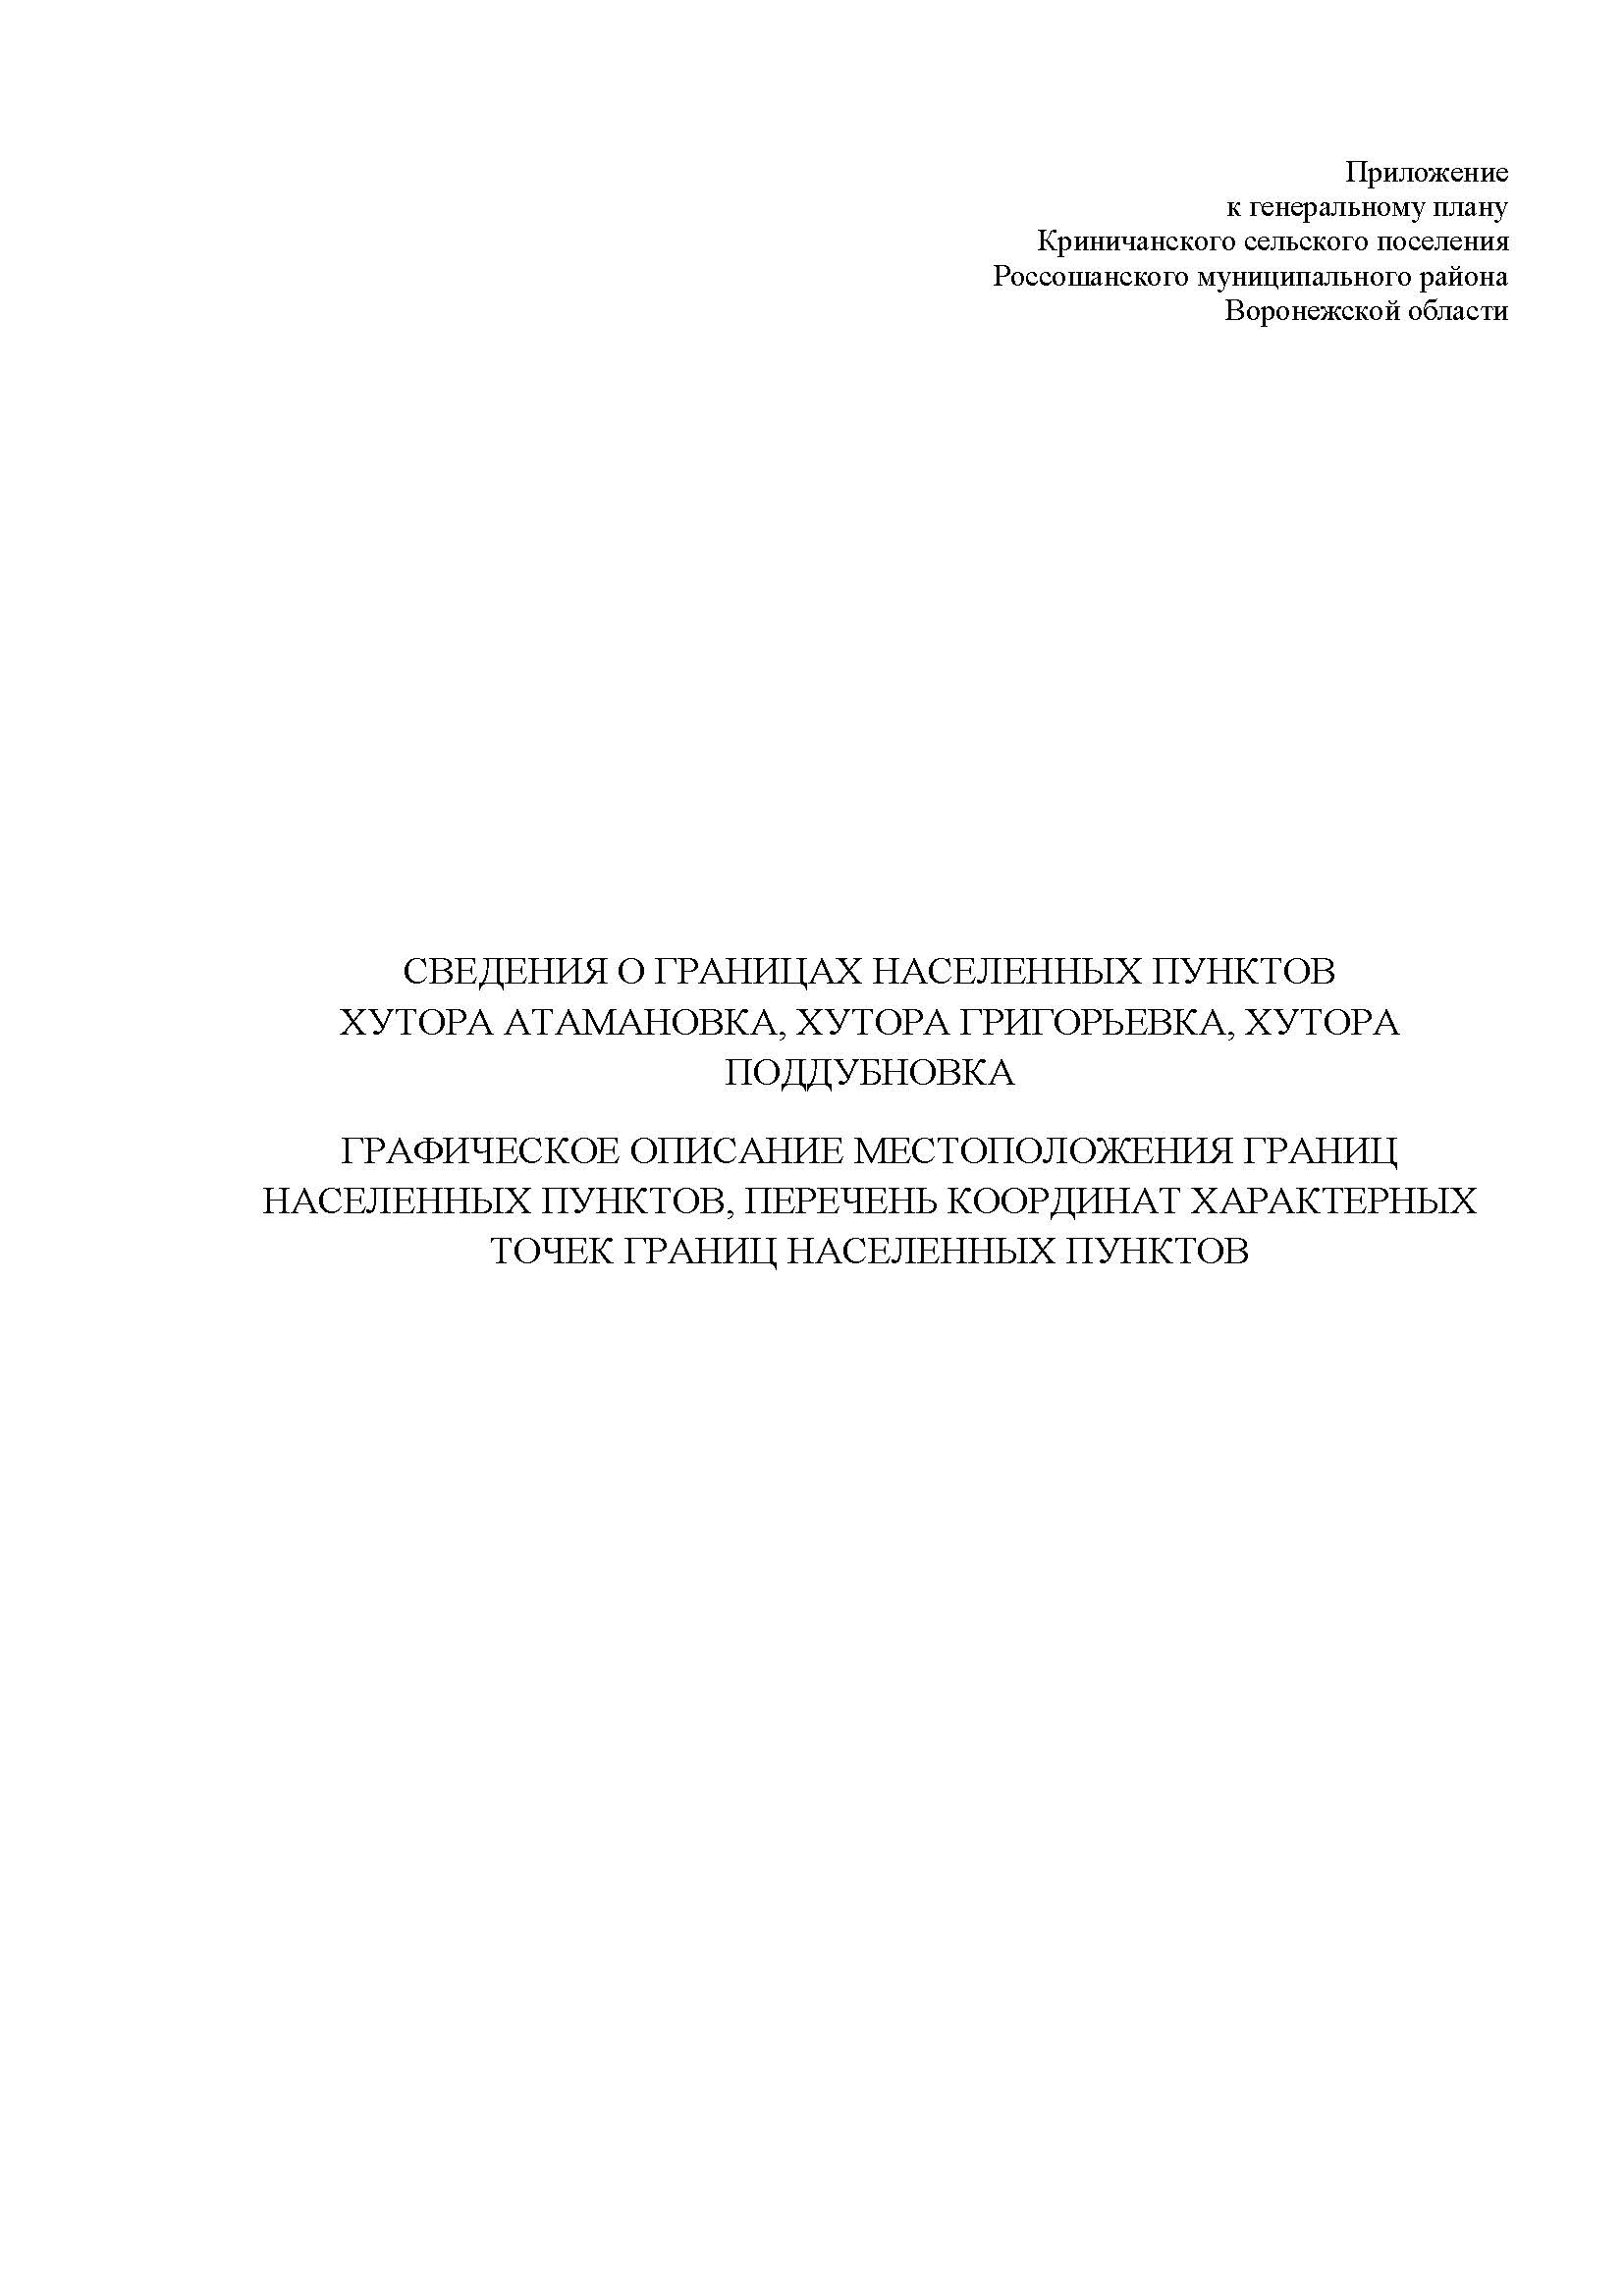 Приложение
к генеральному плану
Криничанского сельского поселения
Россошанского муниципального района
Воронежской области
СВЕДЕНИЯ О ГРАНИЦАХ НАСЕЛЕННЫХ ПУНКТОВ
ХУТОРА АТАМАНОВКА, ХУТОРА ГРИГОРЬЕВКА, ХУТОРА
ПОДДУБНОВКА
ГРАФИЧЕСКОЕ ОПИСАНИЕ МЕСТОПОЛОЖЕНИЯ ГРАНИЦ
НАСЕЛЕННЫХ ПУНКТОВ, ПЕРЕЧЕНЬ КООРДИНАТ ХАРАКТЕРНЫХ
ТОЧЕК ГРАНИЦ НАСЕЛЕННЫХ ПУНКТОВ